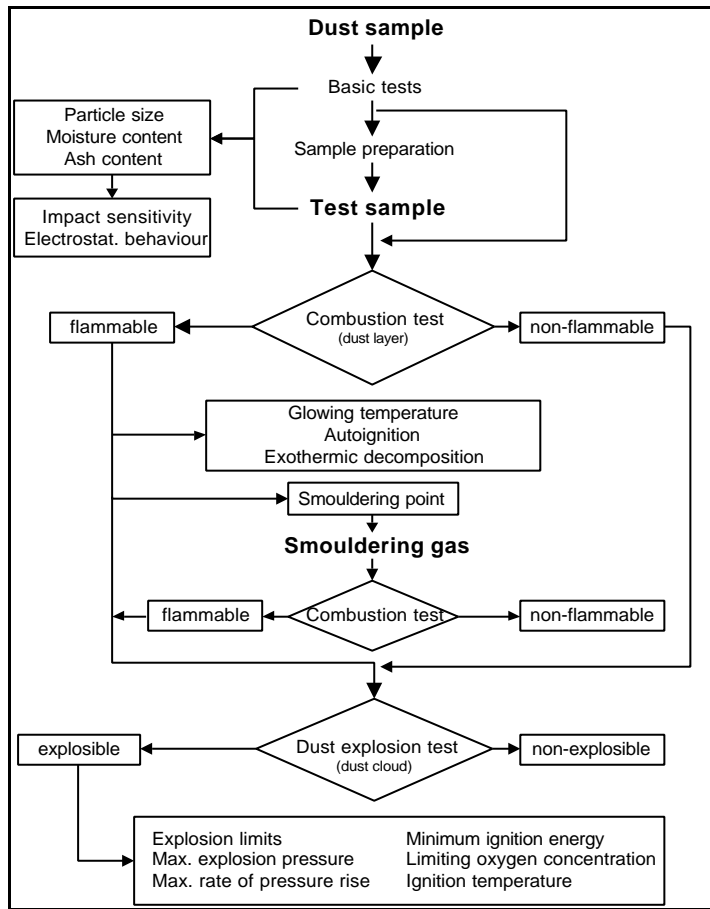 Dust sample
Basic tests
Particle size
Moisture content
Ash content
Sample preparation
Impact sensitivity
Electrostat. behaviour
Test sample
flammable
Combustion test
(dust layer)
non-flammable
Glowing temperature
Autoignition
Exothermic decomposition
Smouldering point
Smouldering gas
flammable
Combustion test
non-flammable
explosible
Dust explosion test
(dust cloud)
non-explosible
Explosion limits
Max. explosion pressure
Max. rate of pressure rise
Minimum ignition energy
Limiting oxygen concentration
Ignition temperature